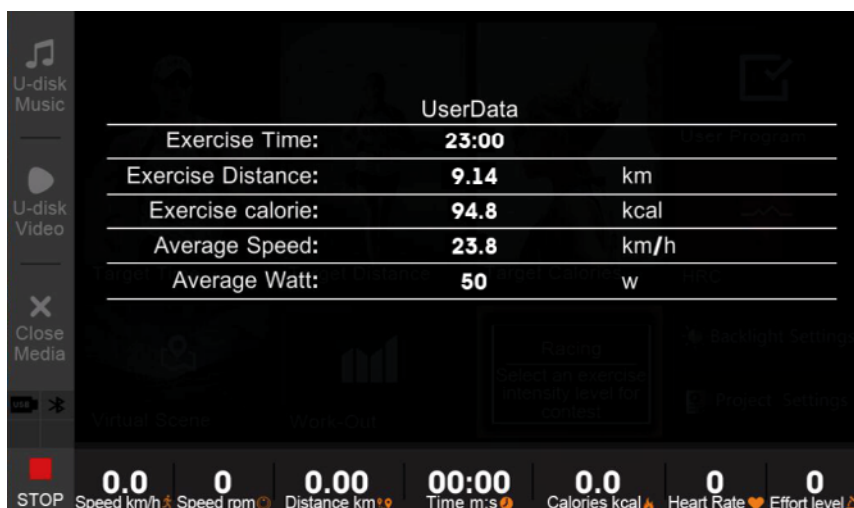 U-disk
Music
U-disk
Video
Close
Media
USB
STOP
UserData
Exercise Time: 23:00
Exercise Distance: 9.14 km
Exercise calorie: 94.8 kcal
Average Speed: 23.8 km/h
Average Watt: 50 w
User Program
Target Distance
Target Calories
HRC
Racing
Select an exercise
intensity level for
contest
Backlight Settings
Project Settings
Virtual Scene
Work-Out
0.0 0 0.00 00:00 0.0 0 0
Speed km/h Speed rpm Distance km Time m:s Calories kcal Heart Rate Effort level